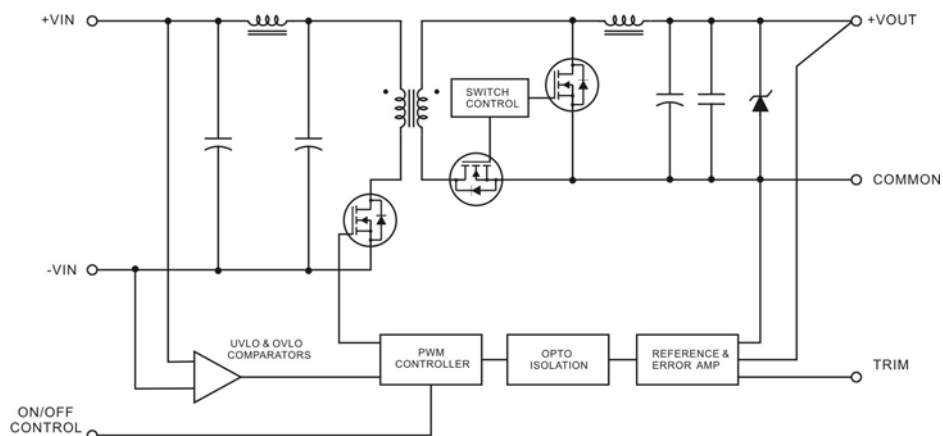 +VIN
+VOUT
SWITCH
CONTROL
COMMON
-VIN
UVLO & OVLO
COMPARATORS
PWM
CONTROLLER
OPTO
ISOLATION
REFERENCE &
ERROR AMP
TRIM
ON/OFF
CONTROL